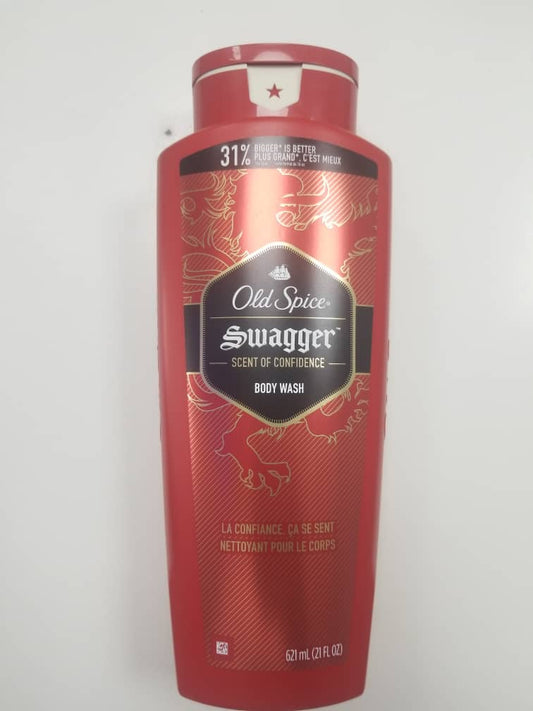 31% BIGGER* IS BETTER
PLUS GRAND*, C'EST MIEUX
Old Spice®
Swagger™
SCENT OF CONFIDENCE
BODY WASH
LA CONFIANCE, ÇA SE SENT
NETTOYANT POUR LE CORPS
621 mL (21 FL OZ)